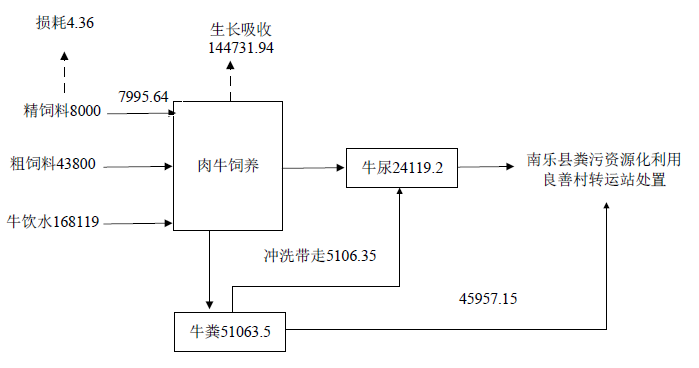 损耗4.36
生长吸收
144731.94
7995.64
精饲料8000
粗饲料43800
肉牛饲养
牛尿24119.2
南乐县粪污资源化利用
良善村转运站处置
牛饮水168119
冲洗带走5106.35
45957.15
牛粪51063.5